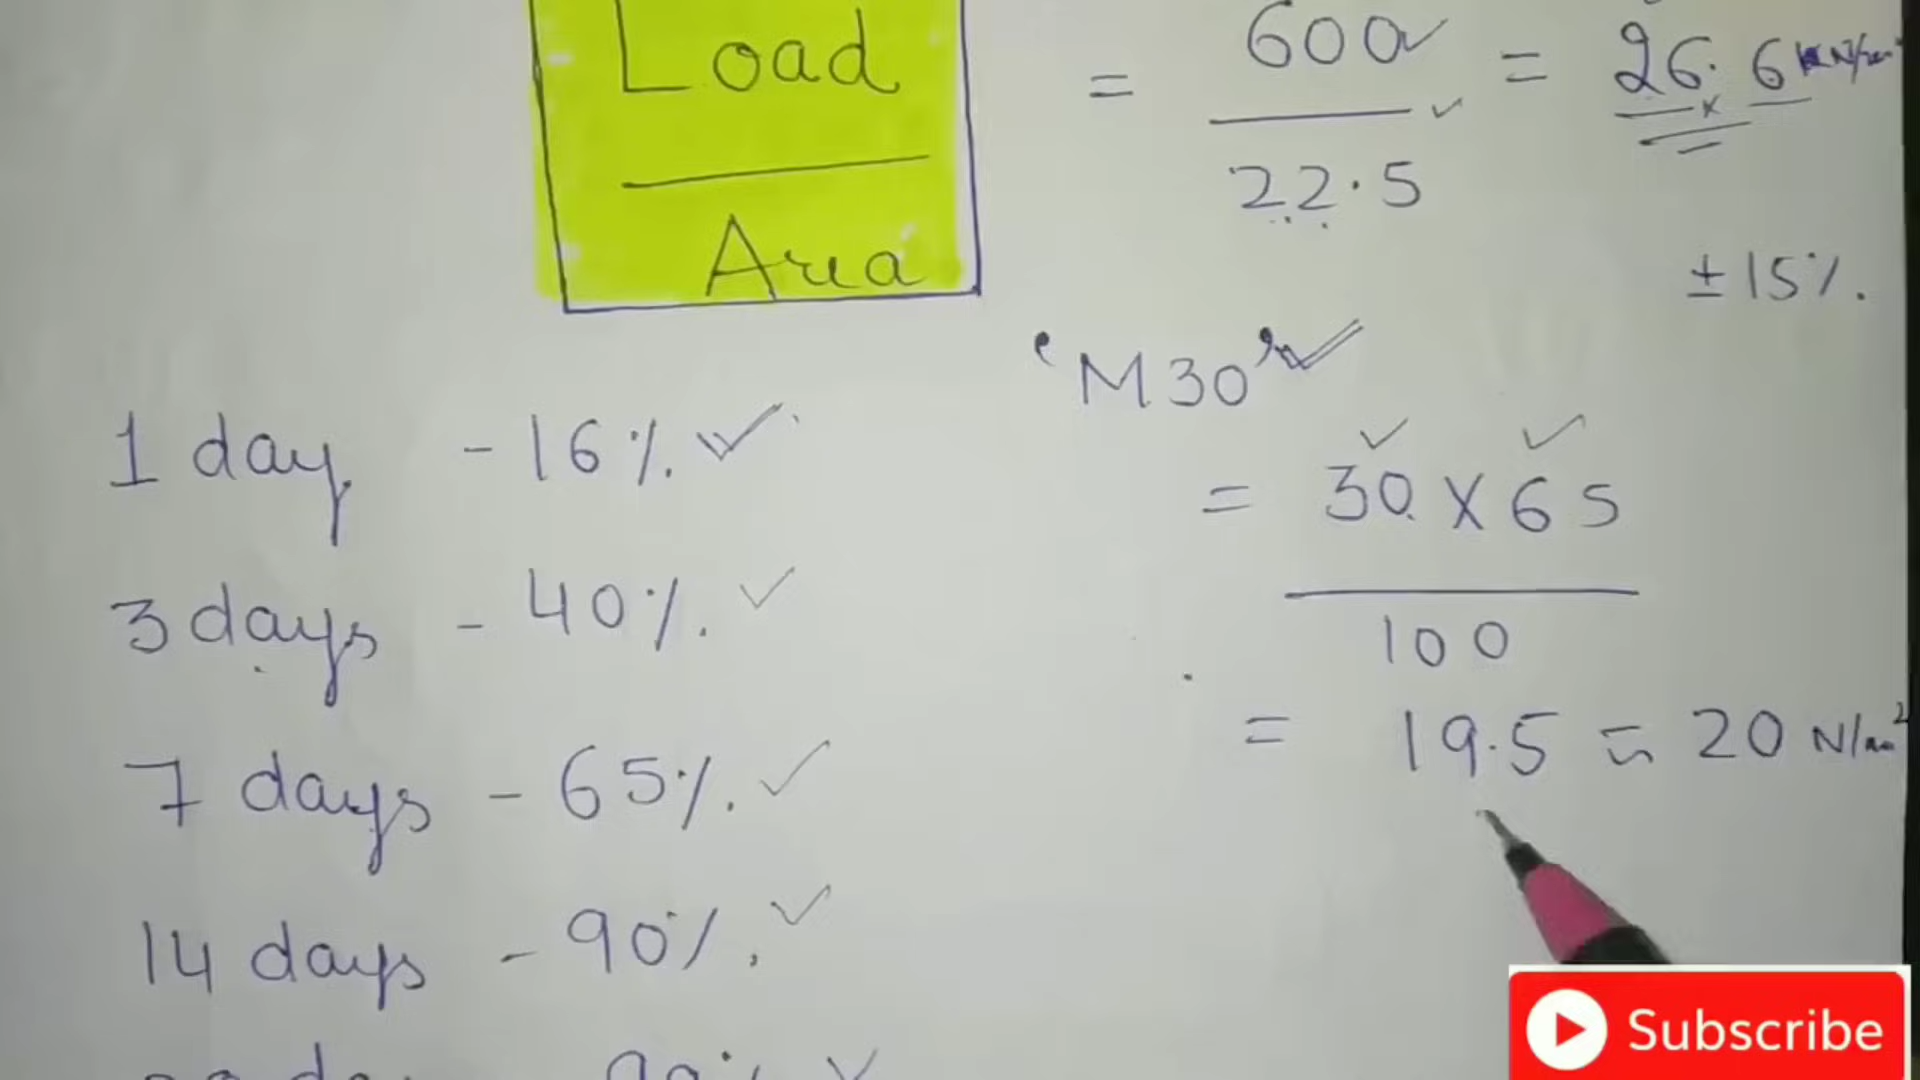 Load
Area
= 600 / 22.5 = 26.6
± 15%.
'M30'
1 day - 16%.
= 30 x 65
3 days - 40%.
100
= 19.5 ≈ 20 N/mm²
7 days - 65%.
14 days - 90%.
Subscribe